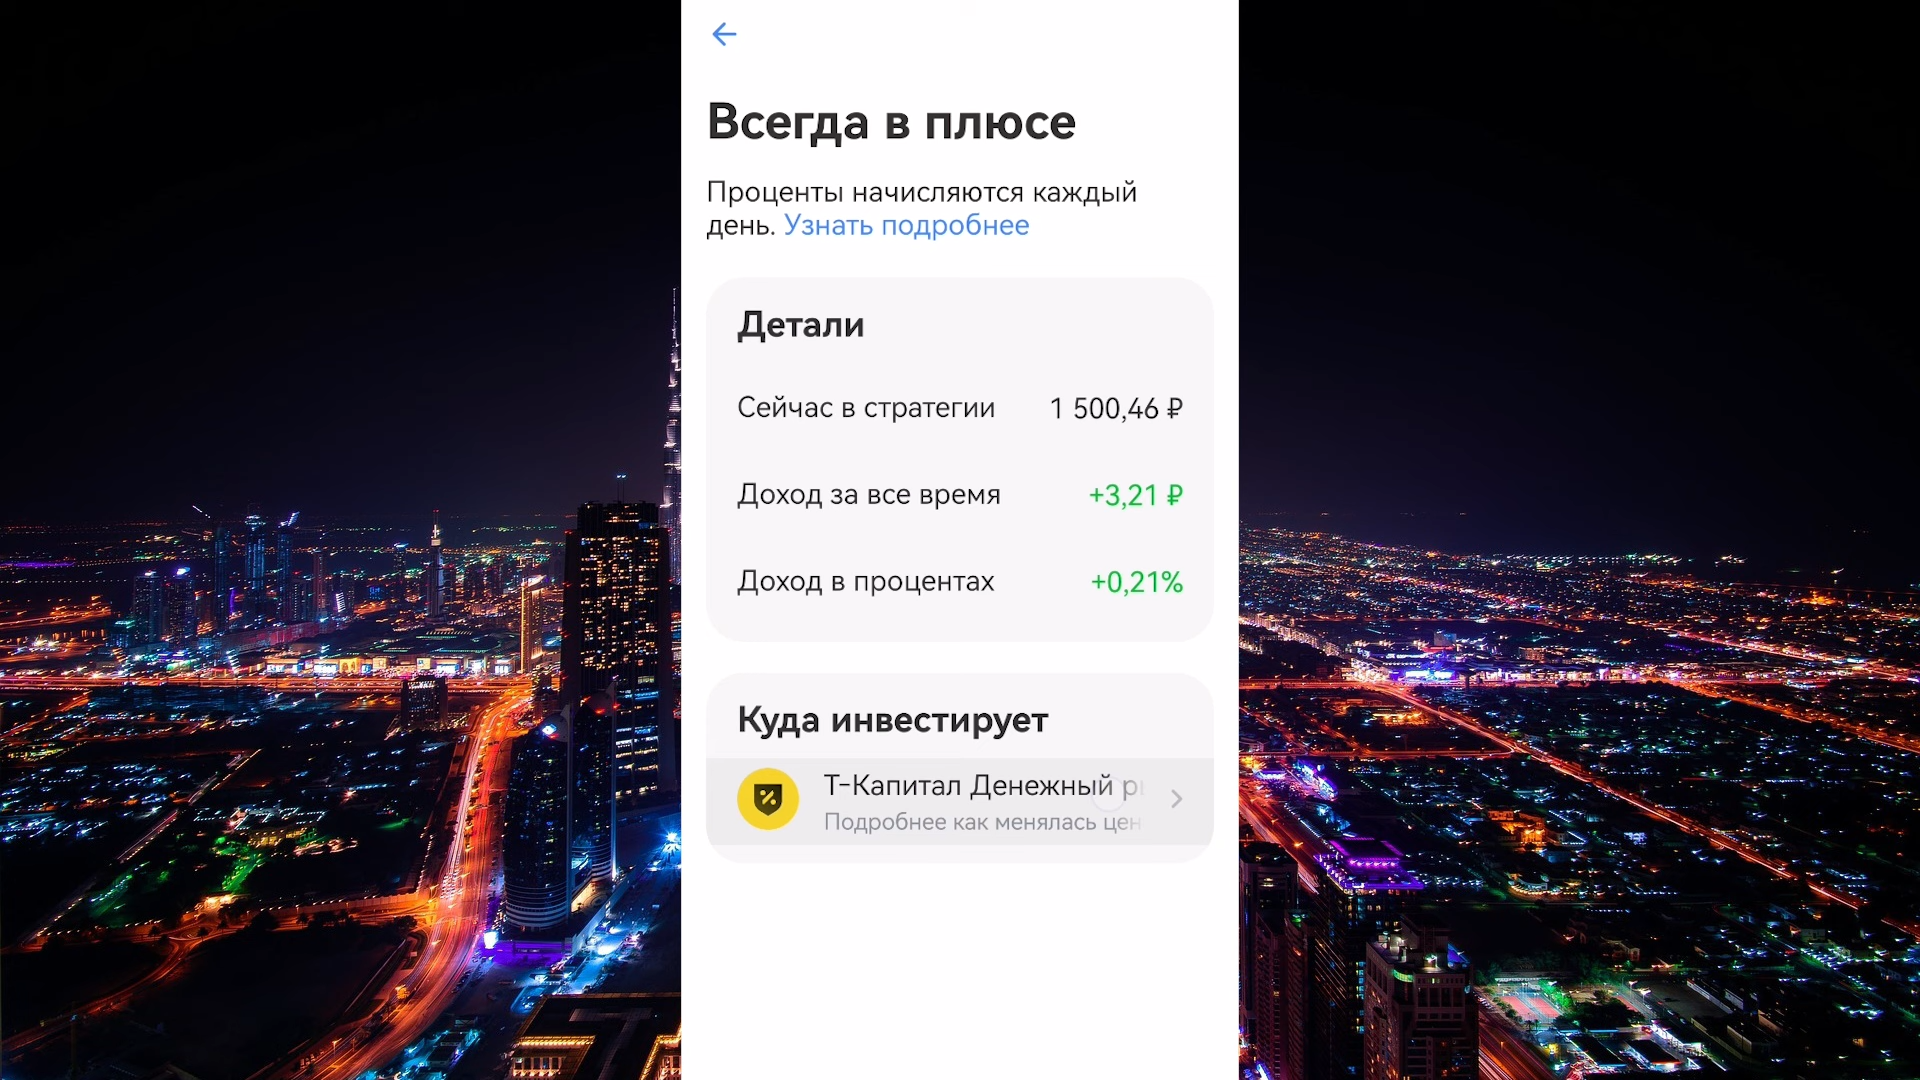 Всегда в плюсе
Проценты начисляются каждый
день. Узнать подробнее
Детали
Сейчас в стратегии 1 500,46 ₽
Доход за все время +3,21 ₽
Доход в процентах +0,21%
Куда инвестирует
Т-Капитал Денежный
Подробнее как менялась